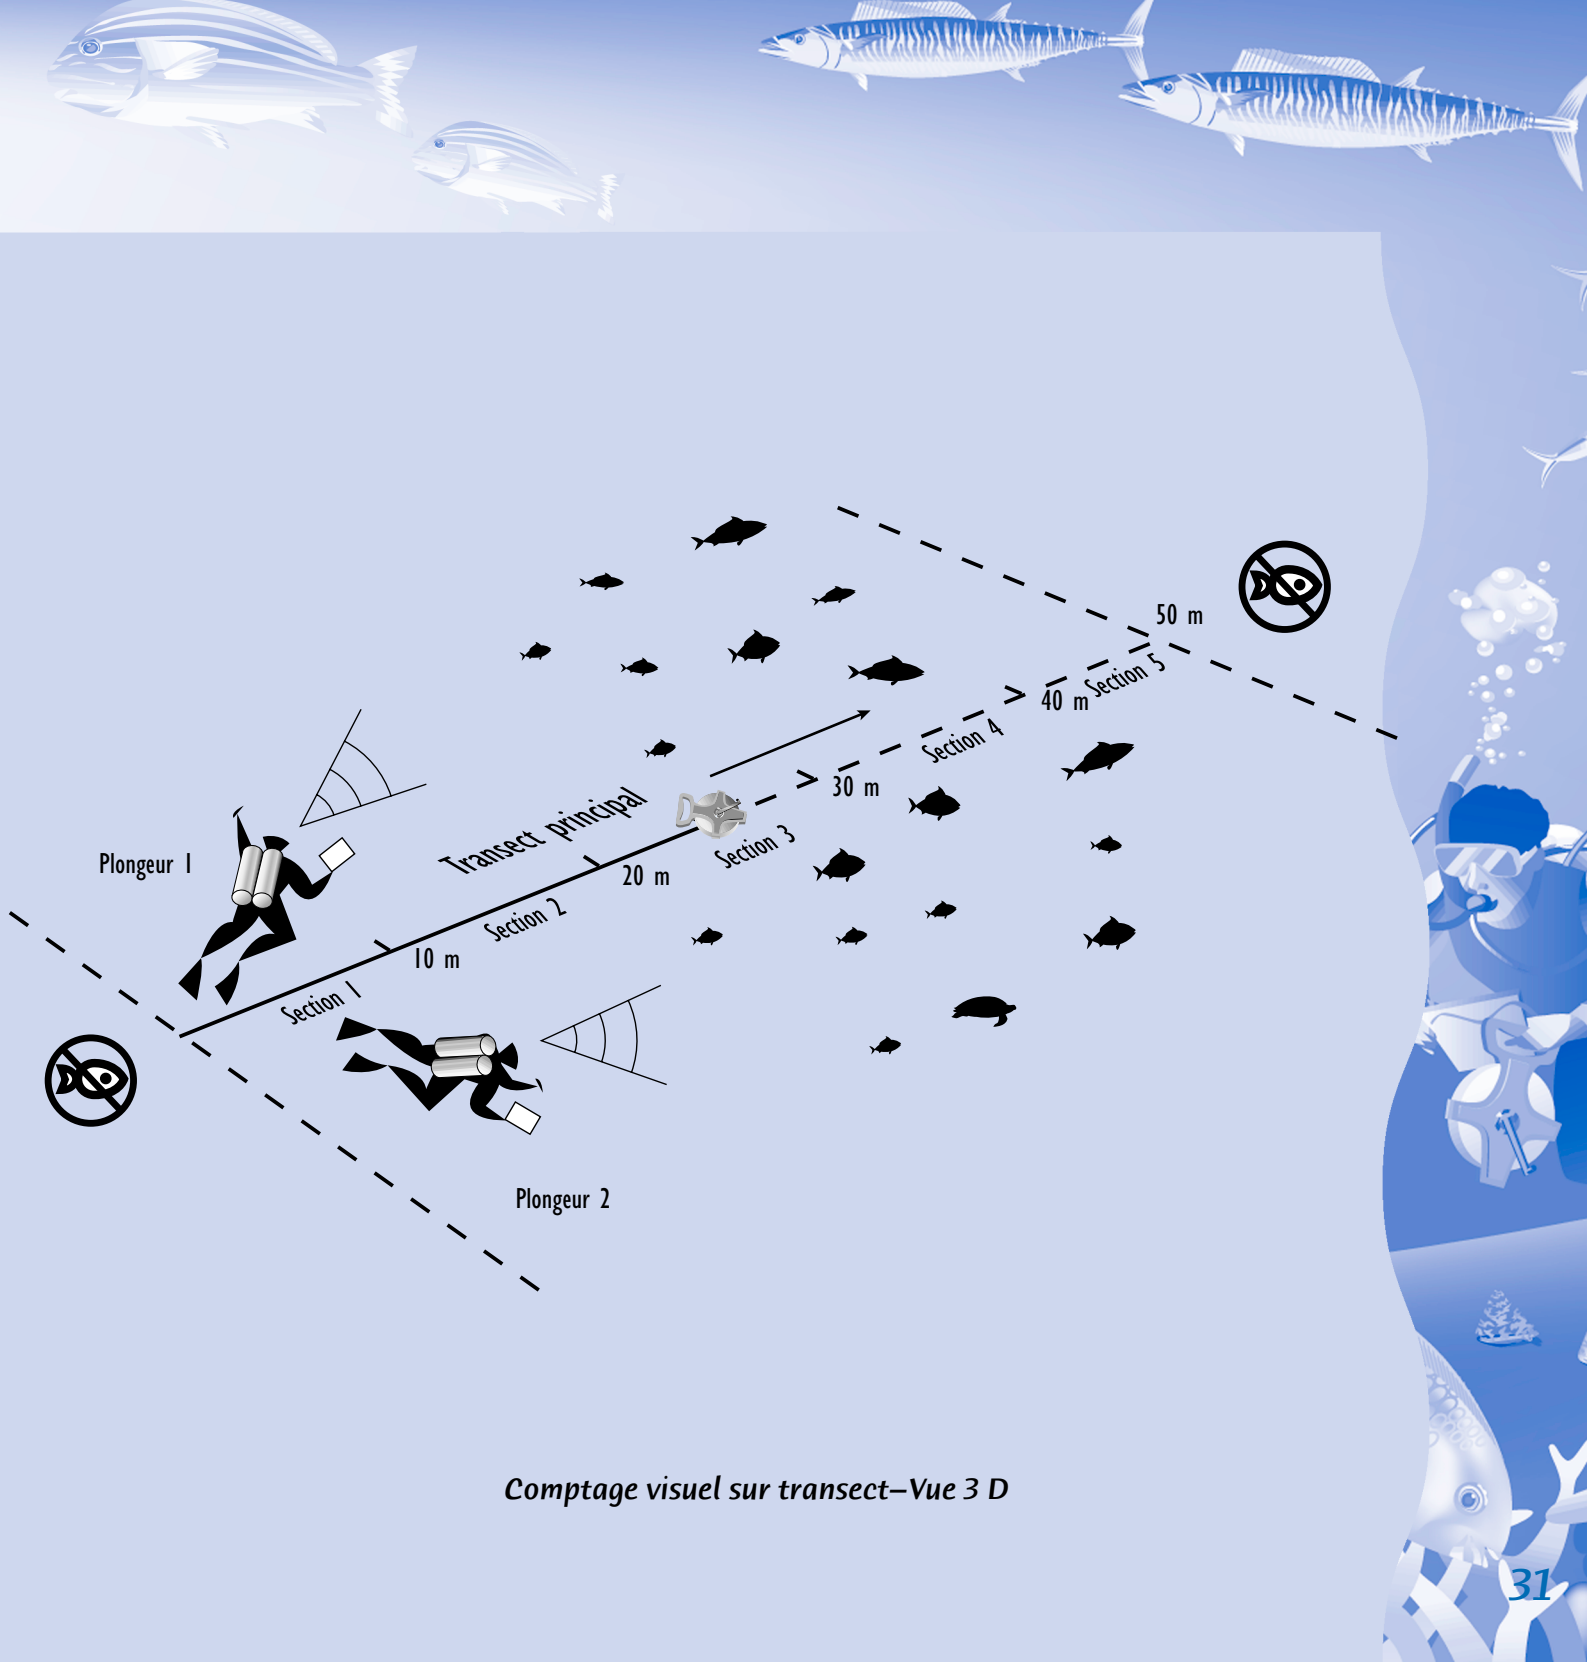 50 m
Section 5
40 m
Section 4
30 m
Transect principal
Section 3
Plongeur 1
20 m
Section 2
10 m
Section 1
Plongeur 2
Comptage visuel sur transect–Vue 3 D
31